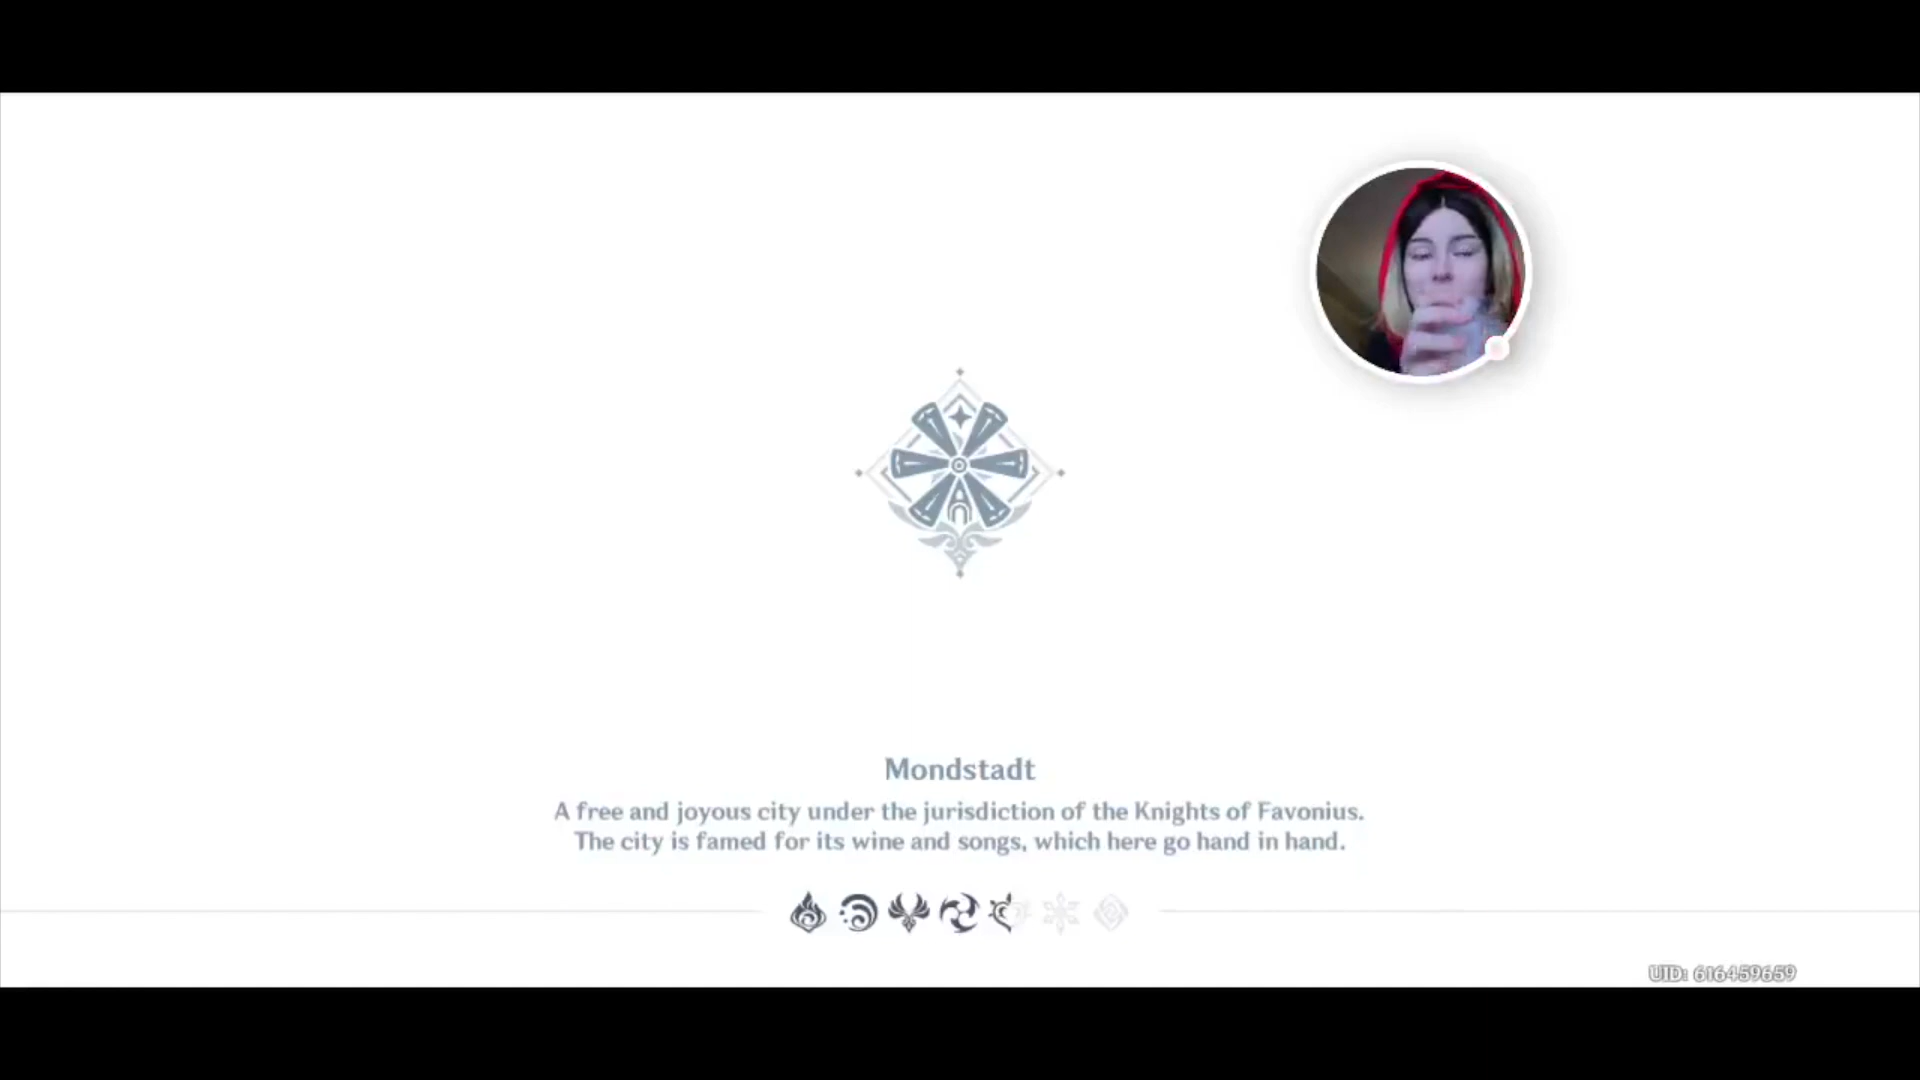 Mondstadt
A free and joyous city under the jurisdiction of the Knights of Favonius.
The city is famed for its wine and songs, which here go hand in hand.
UID: 616459659